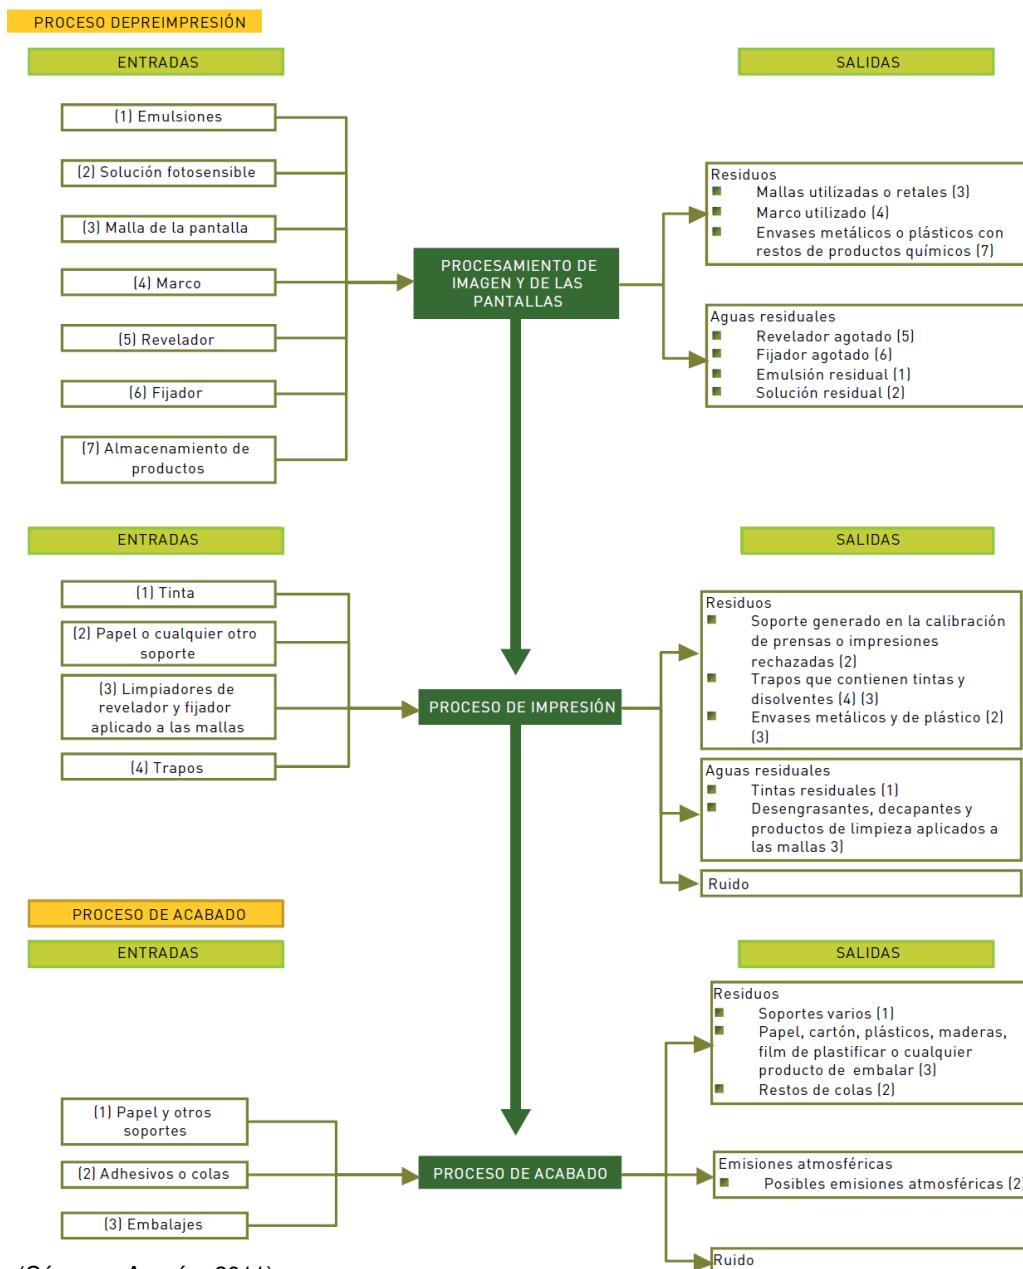 PROCESO DEPREIMPRESIÓN
ENTRADAS
SALIDAS
(1) Emulsiones
(2) Solución fotosensible
(3) Malla de la pantalla
(4) Marco
(5) Revelador
(6) Fijador
(7) Almacenamiento de
productos
PROCESAMIENTO DE
IMAGEN Y DE LAS
PANTALLAS
Residuos
Mallas utilizadas o retales (3)
Marco utilizado (4)
Envases metálicos o plásticos con
restos de productos químicos (7)
Aguas residuales
Revelador agotado (5)
Fijador agotado (6)
Emulsión residual (1)
Solución residual (2)
ENTRADAS
SALIDAS
(1) Tinta
(2) Papel o cualquier otro
soporte
(3) Limpiadores de
revelador y fijador
aplicado a las mallas
(4) Trapos
PROCESO DE IMPRESIÓN
Residuos
Soporte generado en la calibración
de prensas o impresiones
rechazadas (2)
Trapos que contienen tintas y
disolventes (4) (3)
Envases metálicos y de plástico (2)
(3)
Aguas residuales
Tintas residuales (1)
Desengrasantes, decapantes y
productos de limpieza aplicados a
las mallas 3)
Ruido
PROCESO DE ACABADO
ENTRADAS
SALIDAS
(1) Papel y otros
soportes
(2) Adhesivos o colas
(3) Embalajes
PROCESO DE ACABADO
Residuos
Soportes varios (1)
Papel, cartón, plásticos, maderas,
film de plastificar o cualquier
producto de embalar (3)
Restos de colas (2)
Emisiones atmosféricas
Posibles emisiones atmosféricas (2)
Ruido